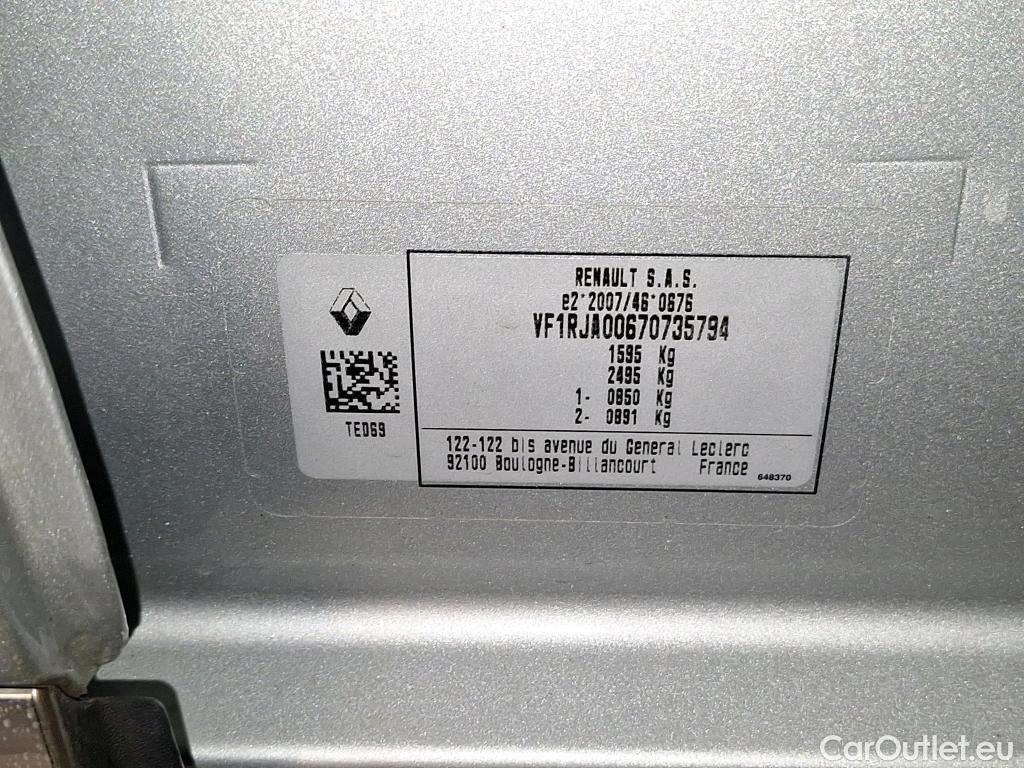 RENAULT S.A.S.
e2*2007/46*0676
VF1RJA00670735794
1595 Kg
2495 Kg
1- 0850 Kg
2- 0891 Kg
TED69
122-122 bis avenue du General Leclerc
92100 Boulogne-Billancourt France
648370
CarOutlet.eu